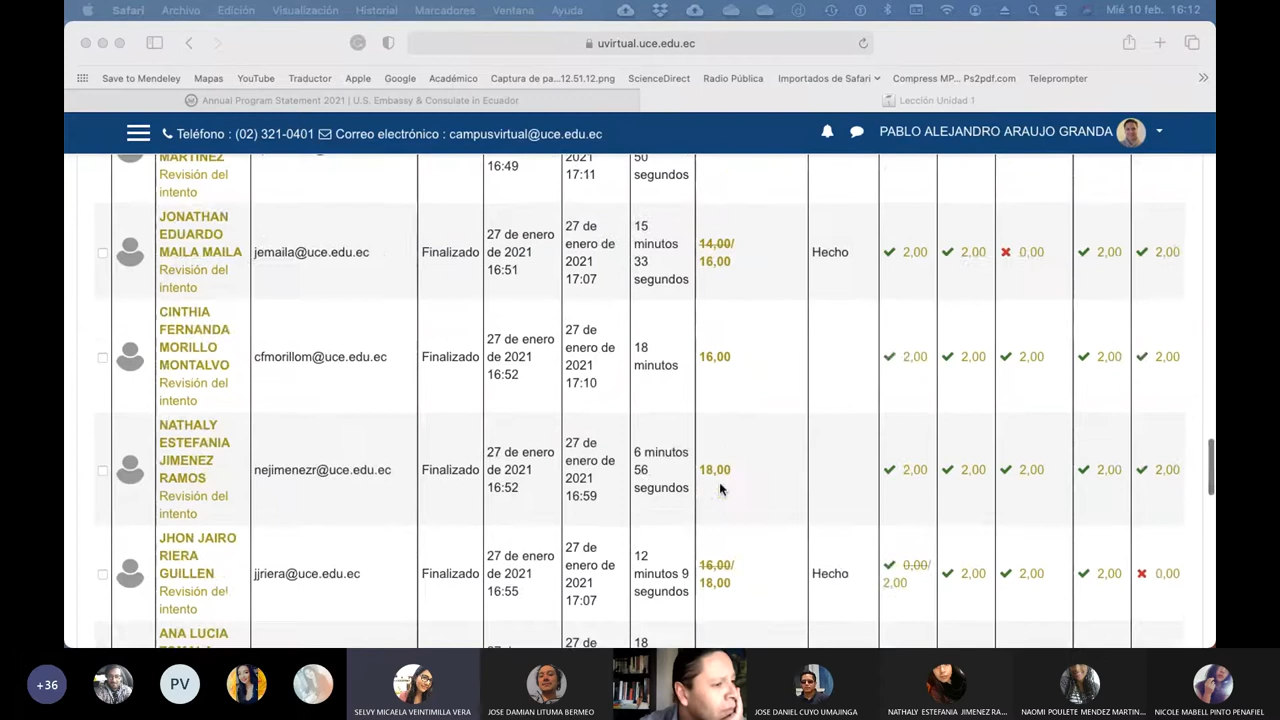 Safari Archivo Edición Visualización Historial Marcadores Ventana Ayuda Mié 10 feb. 16:12
uvirtual.uce.edu.ec
Save to Mendeley Mapas YouTube Traductor Apple Google Académico Captura de pa...12.51.12.png ScienceDirect Radio Pública Importados de Safari Compress MP... Ps2pdf.com Teleprompter
Annual Program Statement 2021 | U.S. Embassy & Consulate in Ecuador Lección Unidad 1
Teléfono : (02) 321-0401 Correo electrónico : campusvirtual@uce.edu.ec PABLO ALEJANDRO ARAUJO GRANDA
MARTINEZ
Revisión del
intento
16:49
2021
17:11
50
segundos
JONATHAN
EDUARDO
MAILA MAILA
Revisión del
intento
jemaila@uce.edu.ec
Finalizado
27 de enero
de 2021
16:51
27 de
enero de
2021
17:07
15
minutos
33
segundos
14,00/
16,00
Hecho
2,00
2,00
0,00
2,00
2,00
CINTHIA
FERNANDA
MORILLO
MONTALVO
Revisión del
intento
cfmorillom@uce.edu.ec
Finalizado
27 de enero
de 2021
16:52
27 de
enero de
2021
17:10
18
minutos
16,00
2,00
2,00
2,00
2,00
2,00
NATHALY
ESTEFANIA
JIMENEZ
RAMOS
Revisión del
intento
nejimenezr@uce.edu.ec
Finalizado
27 de enero
de 2021
16:52
27 de
enero de
2021
16:59
6 minutos
56
segundos
18,00
2,00
2,00
2,00
2,00
2,00
JHON JAIRO
RIERA
GUILLEN
Revisión del
intento
jjriera@uce.edu.ec
Finalizado
27 de enero
de 2021
16:55
27 de
enero de
2021
17:07
12
minutos 9
segundos
16,00/
18,00
Hecho
0,00/
2,00
2,00
2,00
2,00
0,00
ANA LUCIA
27 de
18
+36
PV
SELVY MICAELA VEINTIMILLA VERA
JOSE DAMIAN LITUMA BERMEO
JOSE DANIEL CUYO UMAJINGA
NATHALY ESTEFANIA JIMENEZ RA...
NAOMI POULETE MENDEZ MARTIN...
NICOLE MABELL PINTO PENAFIEL